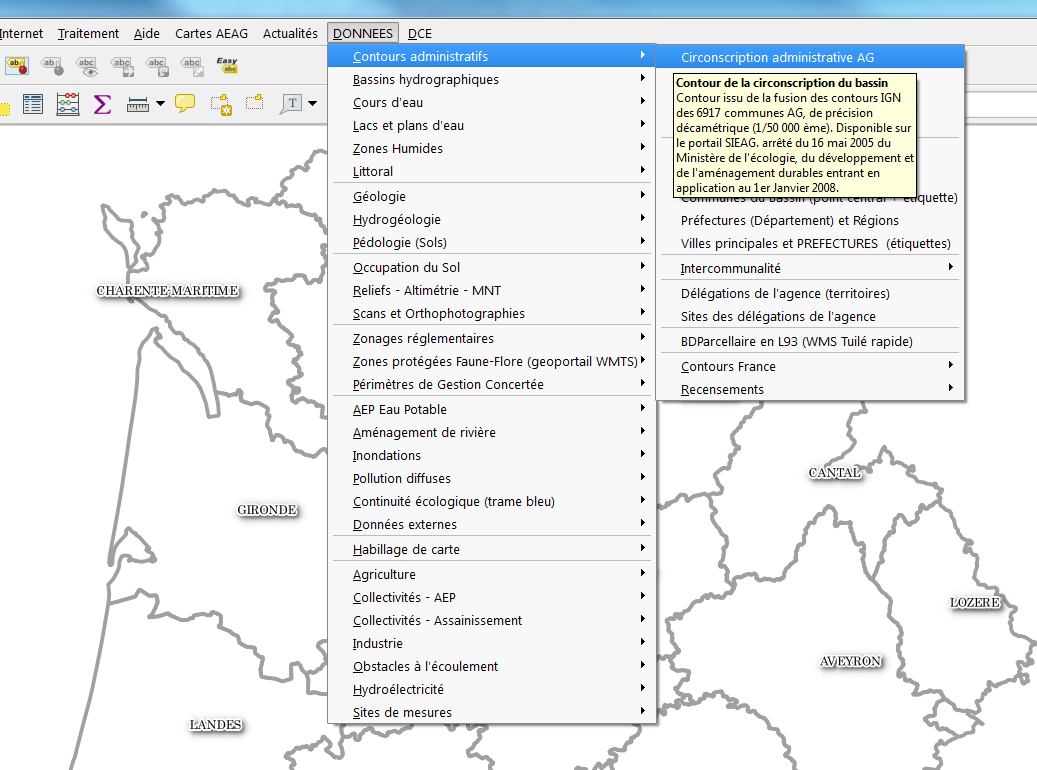 Internet Traitement Aide Cartes AEAG Actualités DONNEES DCE
abc
Easy
abc
T
Contours administratifs
Bassins hydrographiques
Cours d'eau
Lacs et plans d'eau
Zones Humides
Littoral
Géologie
Hydrogéologie
Pédologie (Sols)
Occupation du Sol
Reliefs - Altimétrie - MNT
Scans et Orthophotographies
Zonages réglementaires
Zones protégées Faune-Flore (geoportail WMTS)
Périmètres de Gestion Concertée
AEP Eau Potable
Aménagement de rivière
Inondations
Pollution diffuses
Continuité écologique (trame bleu)
Données externes
Habillage de carte
Agriculture
Collectivités - AEP
Collectivités - Assainissement
Industrie
Obstacles à l'écoulement
Hydroélectricité
Sites de mesures
Circonscription administrative AG
Contour de la circonscription du bassin
Contour issu de la fusion des contours IGN
des 6917 communes AG, de précision
décamétrique (1/50 000 ème). Disponible sur
le portail SIEAG. arrêté du 16 mai 2005 du
Ministère de l'écologie, du développement et
de l'aménagement durables entrant en
application au 1er Janvier 2008.
Communes du Bassin (point central + étiquette)
Préfectures (Département) et Régions
Villes principales et PREFECTURES (étiquettes)
Intercommunalité
Délégations de l'agence (territoires)
Sites des délégations de l'agence
BDParcellaire en L93 (WMS Tuilé rapide)
Contours France
Recensements
CHARENTE-MARITIME
GIRONDE
LANDES
CANTAL
LOZERE
AVEYRON